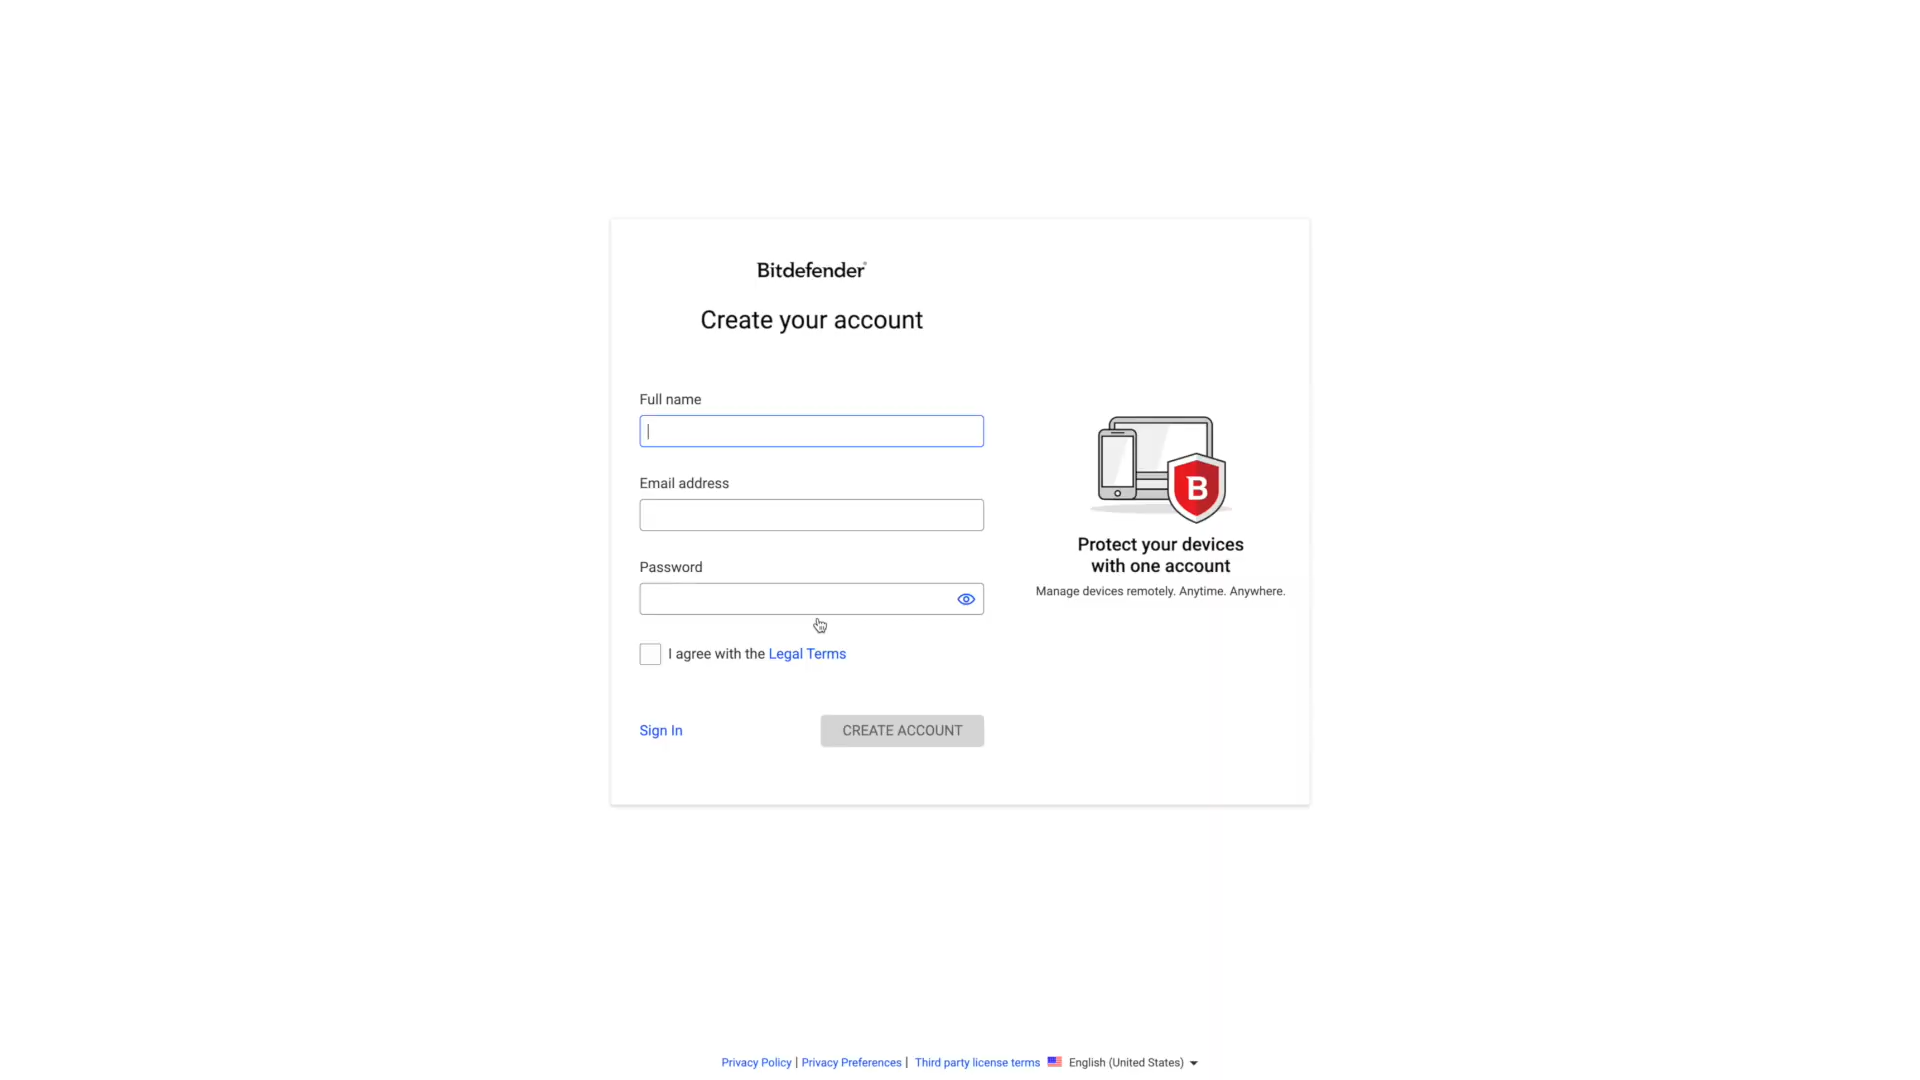 Bitdefender®
Create your account
Full name
Email address
Password
I agree with the Legal Terms
Sign In
CREATE ACCOUNT
B
Protect your devices
with one account
Manage devices remotely. Anytime. Anywhere.
Privacy Policy | Privacy Preferences | Third party license terms English (United States)